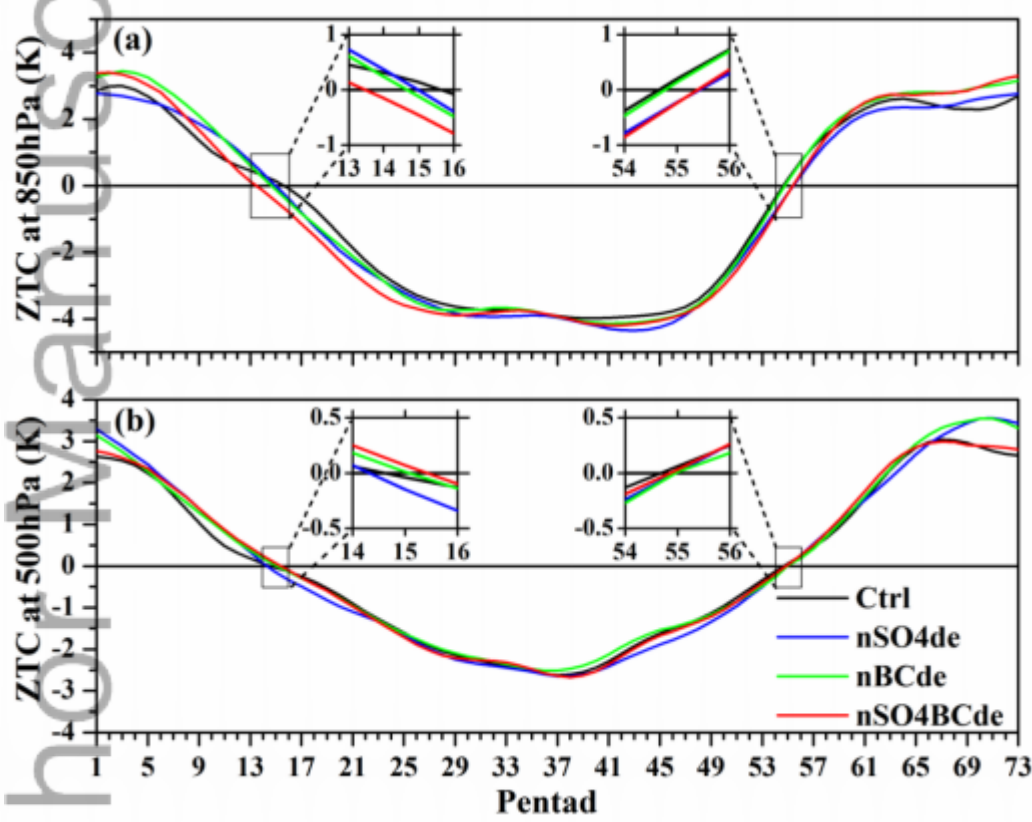 (a)
ZTC at 850hPa (K)
4
2
0
-2
-4
1
0
-1
13 14 15 16
1
0
-1
54 55 56
(b)
ZTC at 500hPa (K)
4
3
2
1
0
-1
-2
-3
-4
0.5
0.0
-0.5
14 15 16
0.5
0.0
-0.5
54 55 56
Ctrl
nSO4de
nBCde
nSO4BCde
1 5 9 13 17 21 25 29 33 37 41 45 49 53 57 61 65 69 73
Pentad
hor Manusc